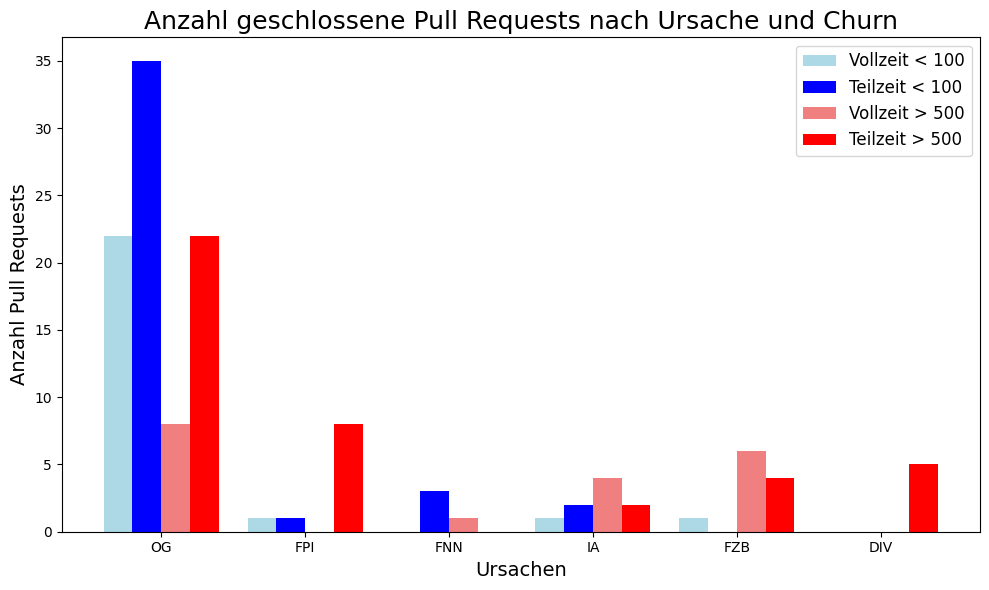 Anzahl geschlossene Pull Requests nach Ursache und Churn
Vollzeit < 100
Teilzeit < 100
Vollzeit > 500
Teilzeit > 500
Anzahl Pull Requests
35
30
25
20
15
10
5
0
OG FPI FNN IA FZB DIV
Ursachen